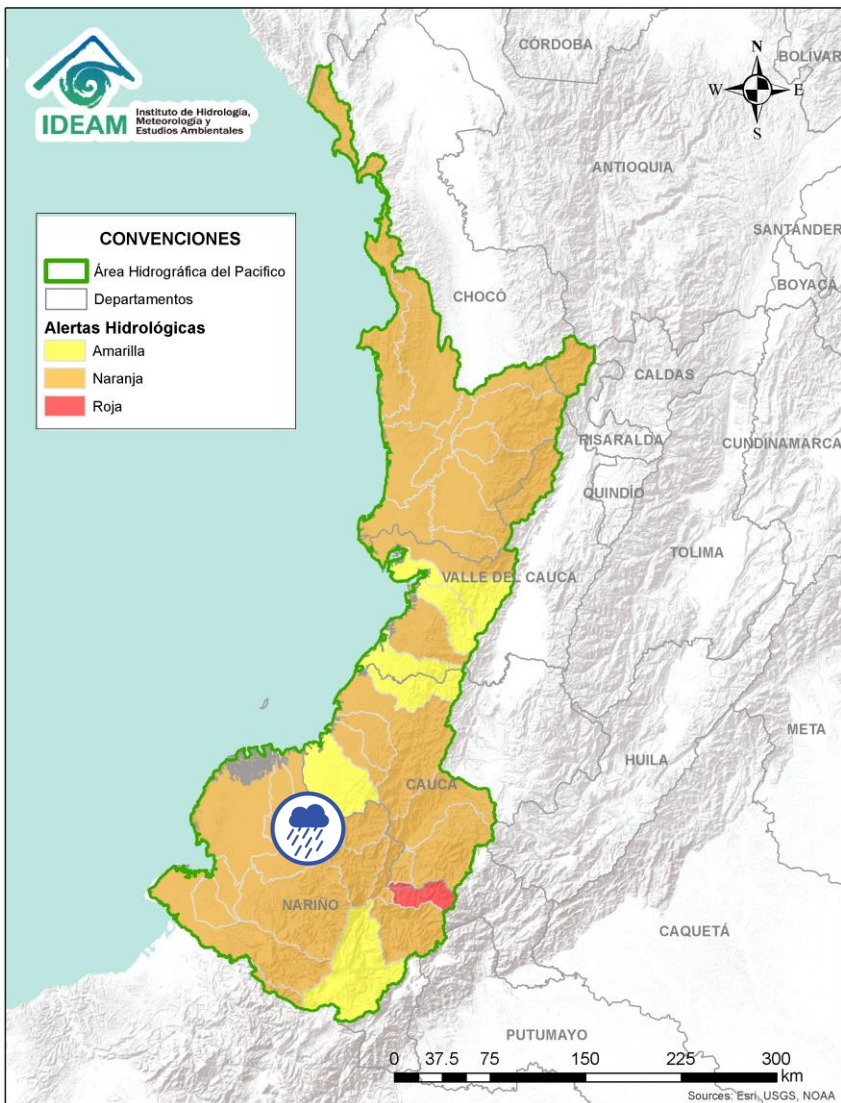 IDEAM
Instituto de Hidrología,
Meteorología y
Estudios Ambientales
CÓRDOBA
BOLÍVAR
N
W
E
S
ANTIOQUIA
SANTANDER
BOYACÁ
CONVENCIONES
Área Hidrográfica del Pacifico
Departamentos
Alertas Hidrológicas
Amarilla
Naranja
Roja
CHOCÓ
CALDAS
RISARALDA
CUNDINAMARCA
QUINDÍO
TOLIMA
VALLE DEL CAUCA
META
HUILA
CAUCA
NARIÑO
CAQUETÁ
PUTUMAYO
0 37.5 75 150 225 300
km
Sources: Esri, USGS, NOAA